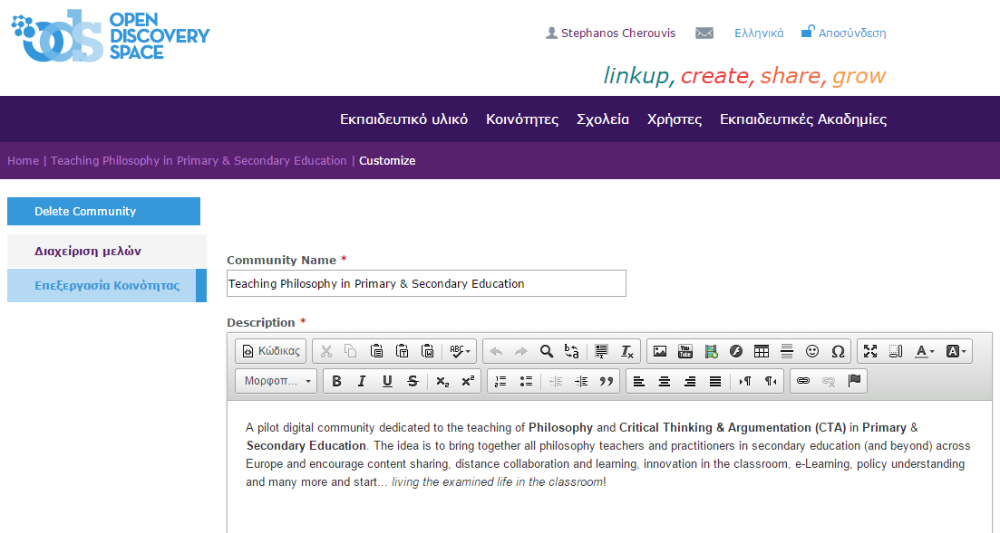 ods OPEN
DISCOVERY
SPACE
Stephanos Cherouvis Ελληνικά Αποσύνδεση
linkup, create, share, grow
Εκπαιδευτικό υλικό Κοινότητες Σχολεία Χρήστες Εκπαιδευτικές Ακαδημίες
Home | Teaching Philosophy in Primary & Secondary Education | Customize
Delete Community
Διαχείριση μελών
Επεξεργασία Κοινότητας
Community Name *
Teaching Philosophy in Primary & Secondary Education
Description *
Κώδικας ABC You Tube A A
Μορφοπ... B I U S
A pilot digital community dedicated to the teaching of Philosophy and Critical Thinking & Argumentation (CTA) in Primary &
Secondary Education. The idea is to bring together all philosophy teachers and practitioners in secondary education (and beyond) across
Europe and encourage content sharing, distance collaboration and learning, innovation in the classroom, e-Learning, policy understanding
and many more and start... living the examined life in the classroom!